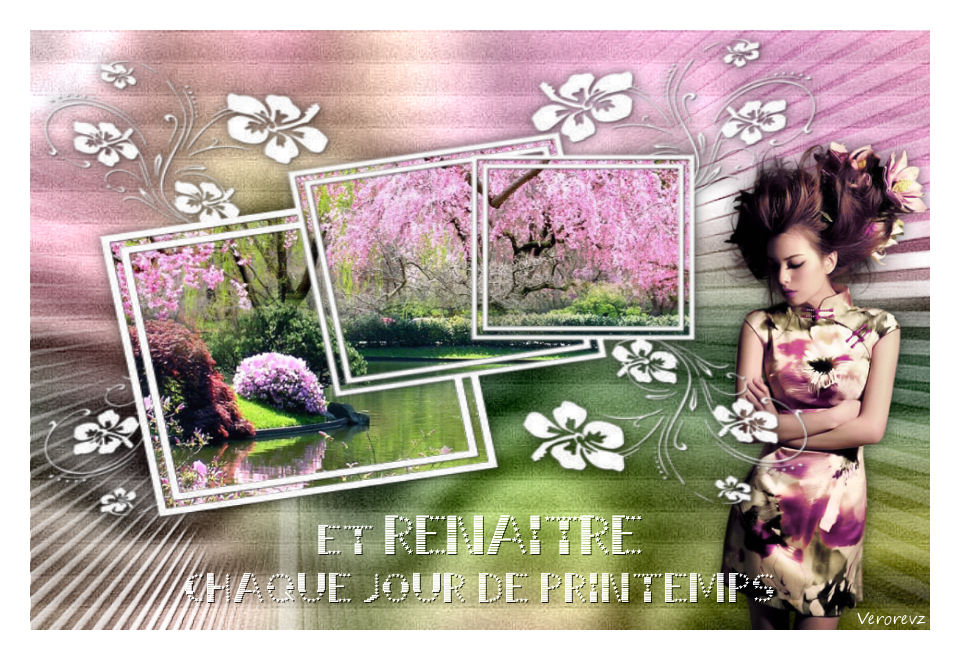 ET RENAITRE
CHAQUE JOUR DE PRINTEMPS
Verorevz